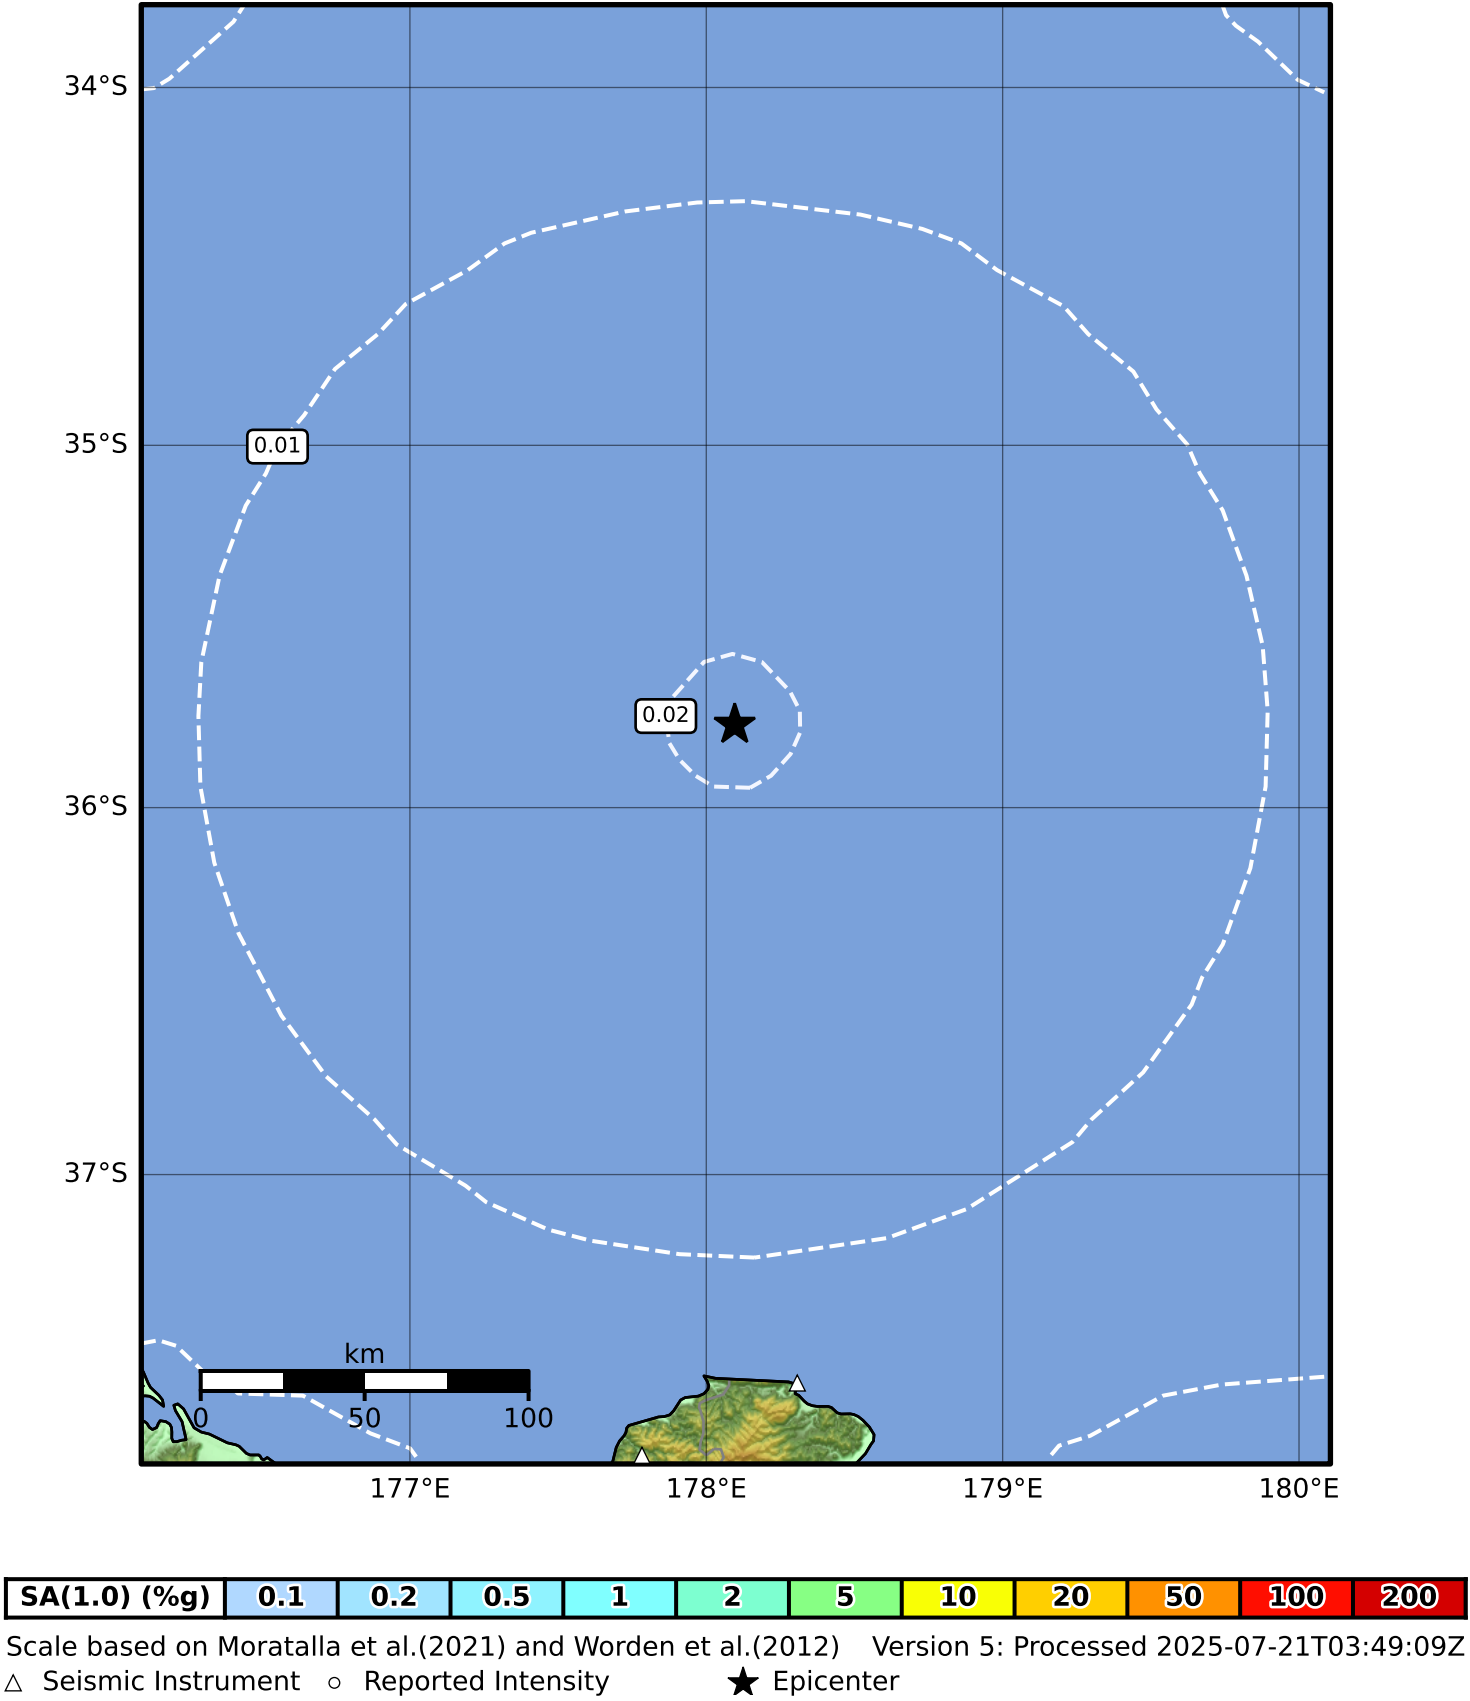 34°S
35°S
0.01
0.02
36°S
37°S
km
0 50 100
177°E 178°E 179°E 180°E
SA(1.0) (%g) 0.1 0.2 0.5 1 2 5 10 20 50 100 200
Scale based on Moratalla et al.(2021) and Worden et al.(2012) Version 5: Processed 2025-07-21T03:49:09Z
Seismic Instrument Reported Intensity Epicenter